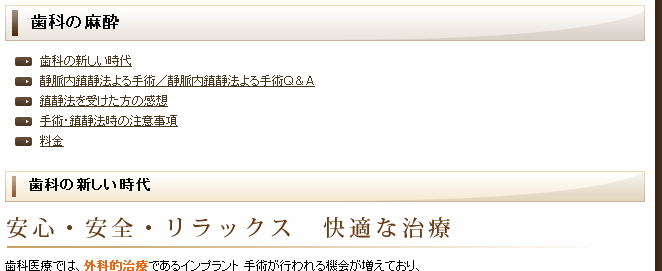 歯科の麻酔
歯科の新しい時代
静脈内鎮静法よる手術／静脈内鎮静法よる手術Q＆A
鎮静法を受けた方の感想
手術・鎮静法時の注意事項
料金
歯科の新しい時代
安心・安全・リラックス　快適な治療
歯科医療では、外科的治療であるインプラント 手術が行われる機会が増えており、